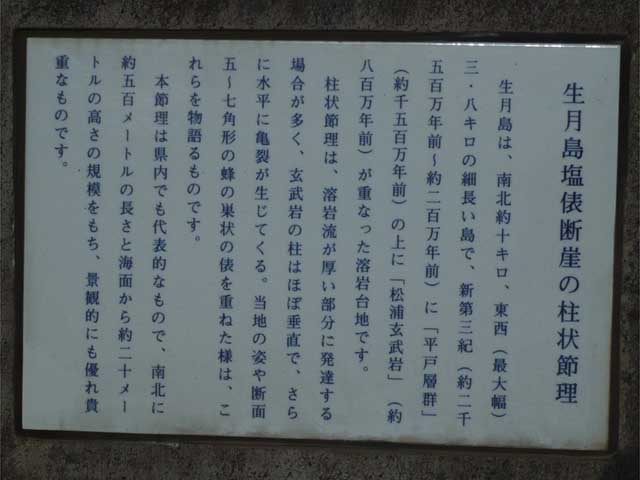 生月島塩俵断崖の柱状節理
生月島は、南北約十キロ、東西（最大幅）
三・八キロの細長い島で、新第三紀（約二千
五百万年前～約二百万年前）に「平戸層群」
（約千五百万年前）の上に「松浦玄武岩」（約
八百万年前）が重なった溶岩台地です。
柱状節理は、溶岩流が厚い部分に発達する
場合が多く、玄武岩の柱はほぼ垂直で、さら
に水平に亀裂が生じてくる。当地の姿や断面
五～七角形の蜂の巣状の俵を重ねた様は、こ
れらを物語るものです。
本節理は県内でも代表的なもので、南北に
約五百メートルの長さと海面から約二十メー
トルの高さの規模をもち、景観的にも優れ貴
重なものです。